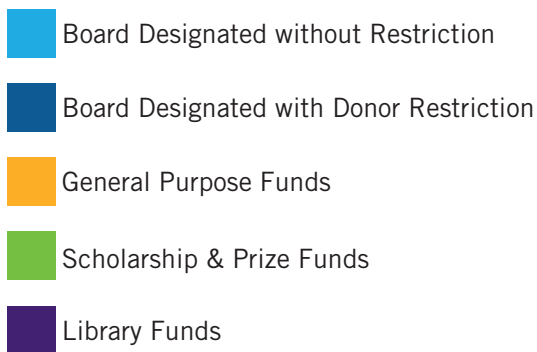 Board Designated without Restriction
Board Designated with Donor Restriction
General Purpose Funds
Scholarship & Prize Funds
Library Funds